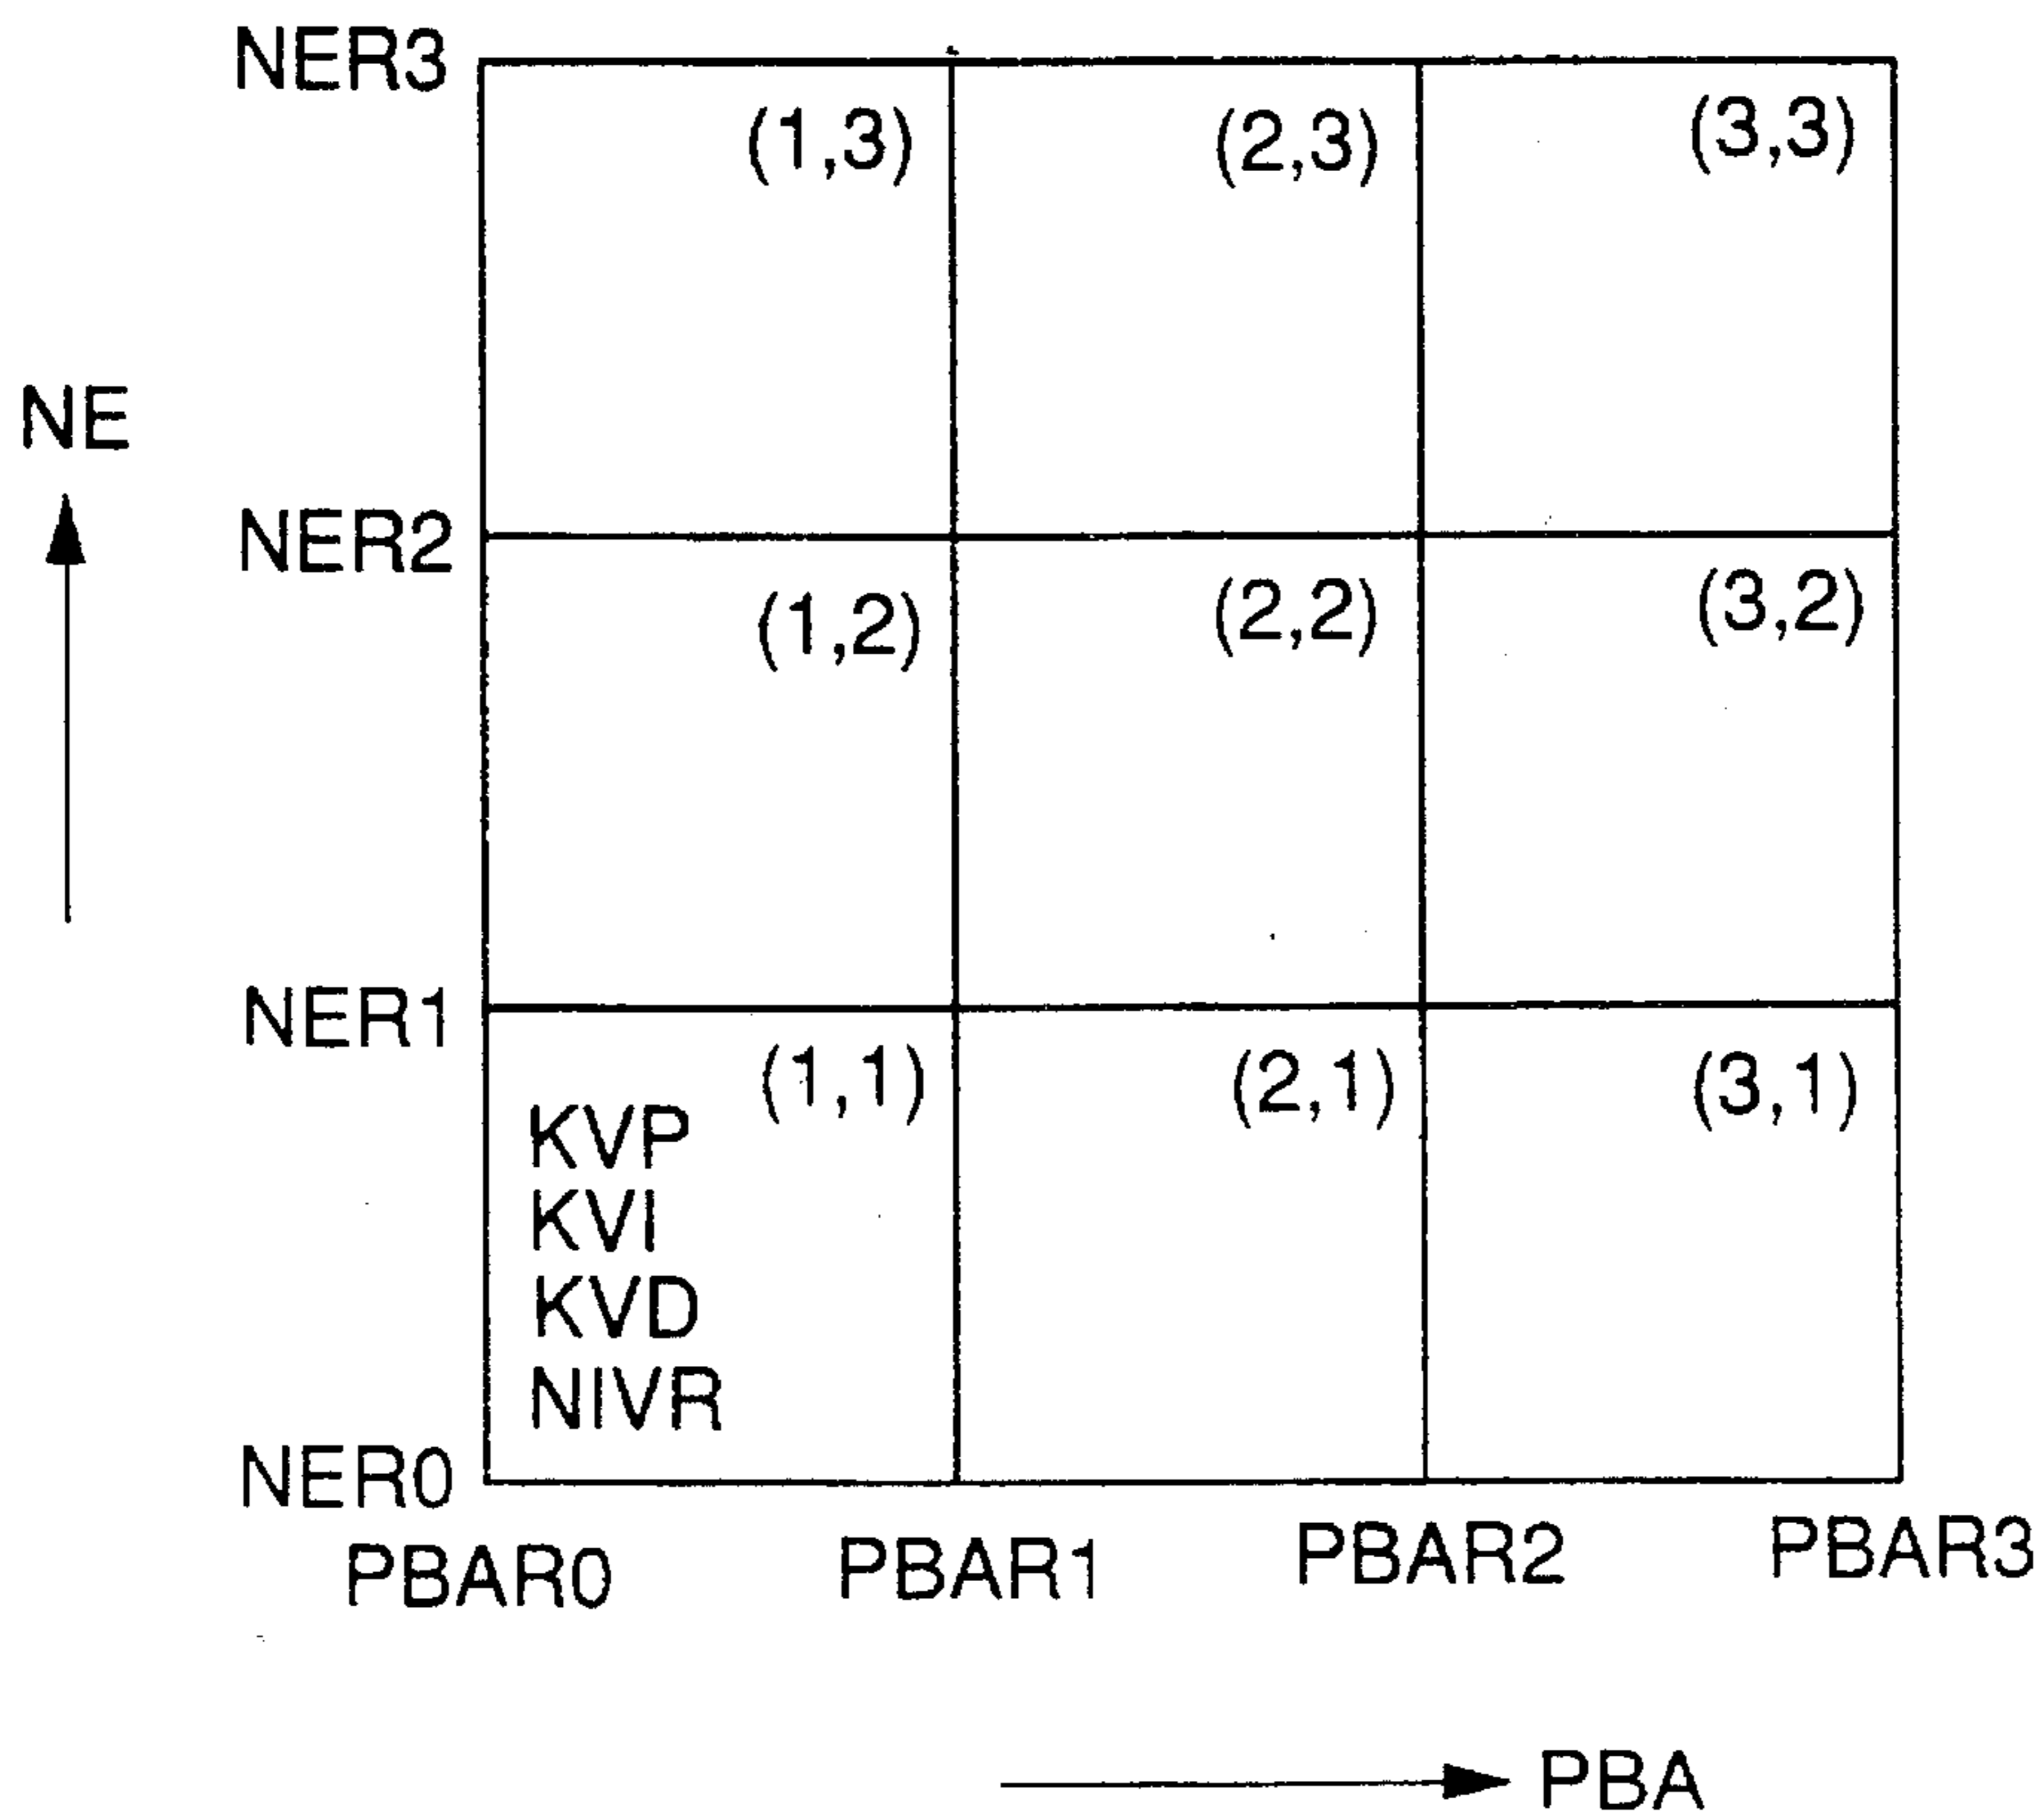 NER3
(1,3) (2,3) (3,3)
NE
NER2
(1,2) (2,2) (3,2)
NER1
(1,1) (2,1) (3,1)
KVP
KVI
KVD
NIVR
NER0
PBAR0 PBAR1 PBAR2 PBAR3
PBA